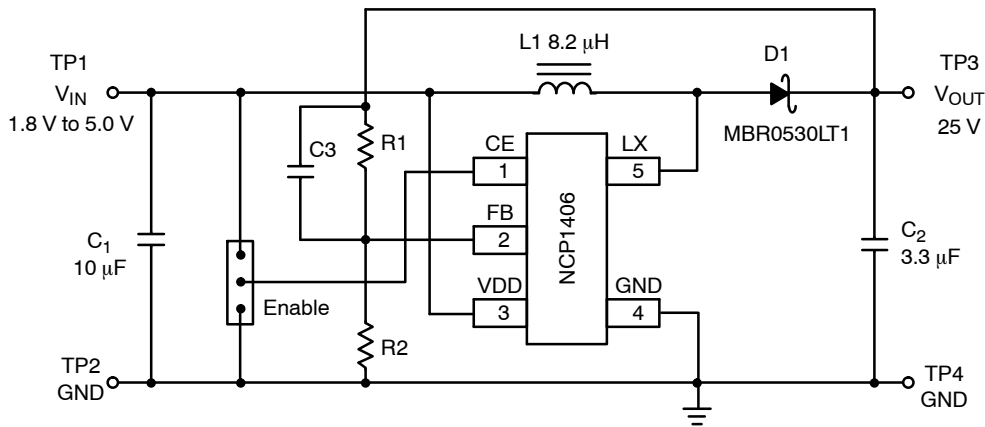 L1 8.2 μH
D1
TP1
V_IN
1.8 V to 5.0 V
TP3
V_OUT
25 V
MBR0530LT1
C3
R1
CE
1
LX
5
FB
2
NCP1406
VDD
3
GND
4
C_1
10 μF
C_2
3.3 μF
Enable
R2
TP2
GND
TP4
GND